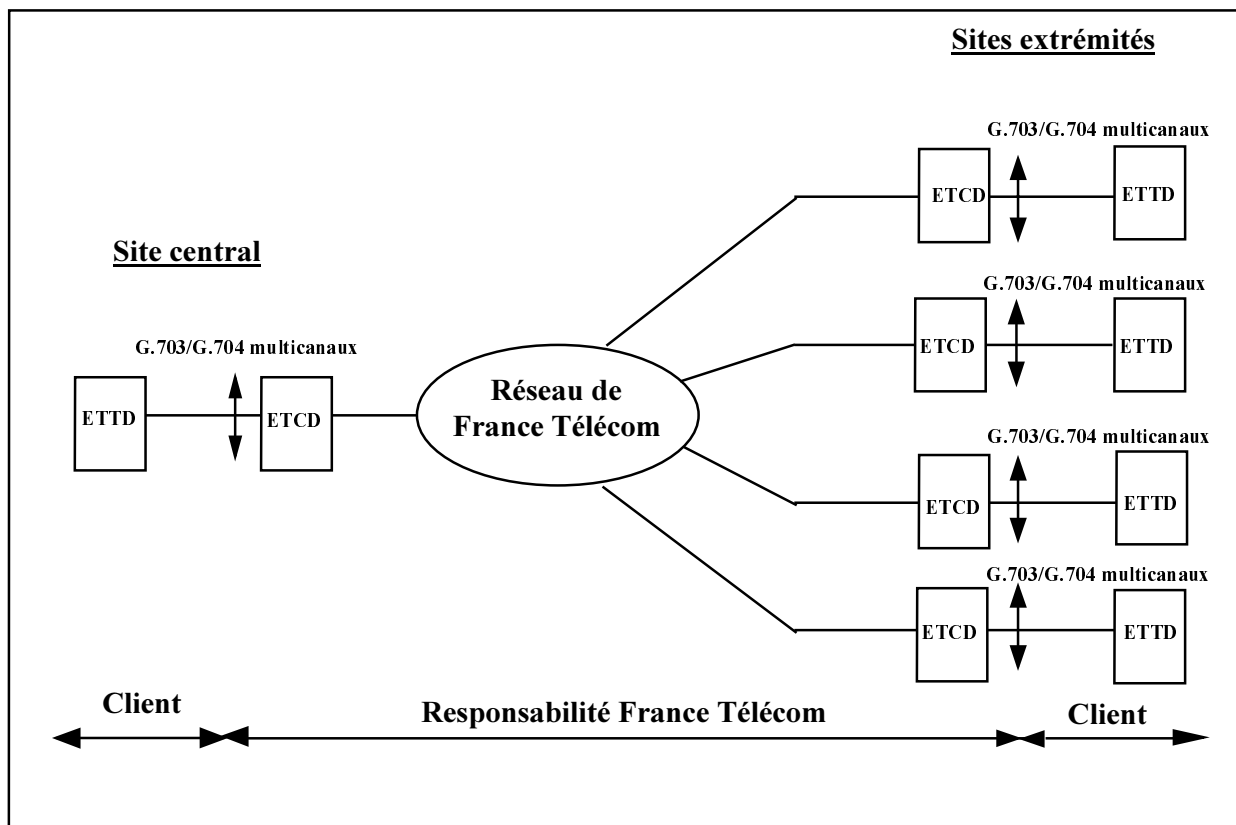 Sites extrémités
G.703/G.704 multicanaux
ETCD
ETTD
Site central
G.703/G.704 multicanaux
ETCD
ETTD
G.703/G.704 multicanaux
ETTD
ETCD
Réseau de
France Télécom
G.703/G.704 multicanaux
ETCD
ETTD
G.703/G.704 multicanaux
ETCD
ETTD
Client
Responsabilité France Télécom
Client